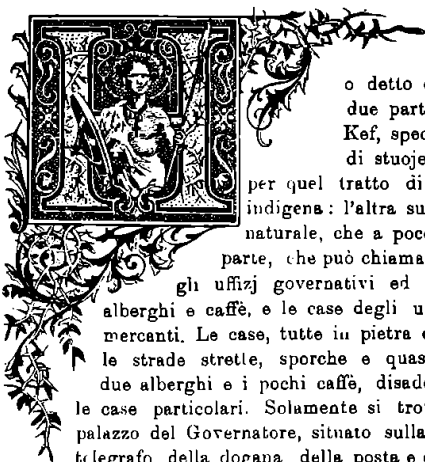 H
o detto
due part
Kef, spec
di stuoje
per quel tratto di
indigena: l'altra su
naturale, che a poc
parte, che può chiama
gli uffizj governativi ed
alberghi e caffè, e le case degli u
mercanti. Le case, tutte in pietra
le strade strette, sporche e quas
due alberghi e i pochi caffè, disad
le case particolari. Solamente si tro
palazzo del Governatore, situato sulla
telegrafo, della dogana, della posta e